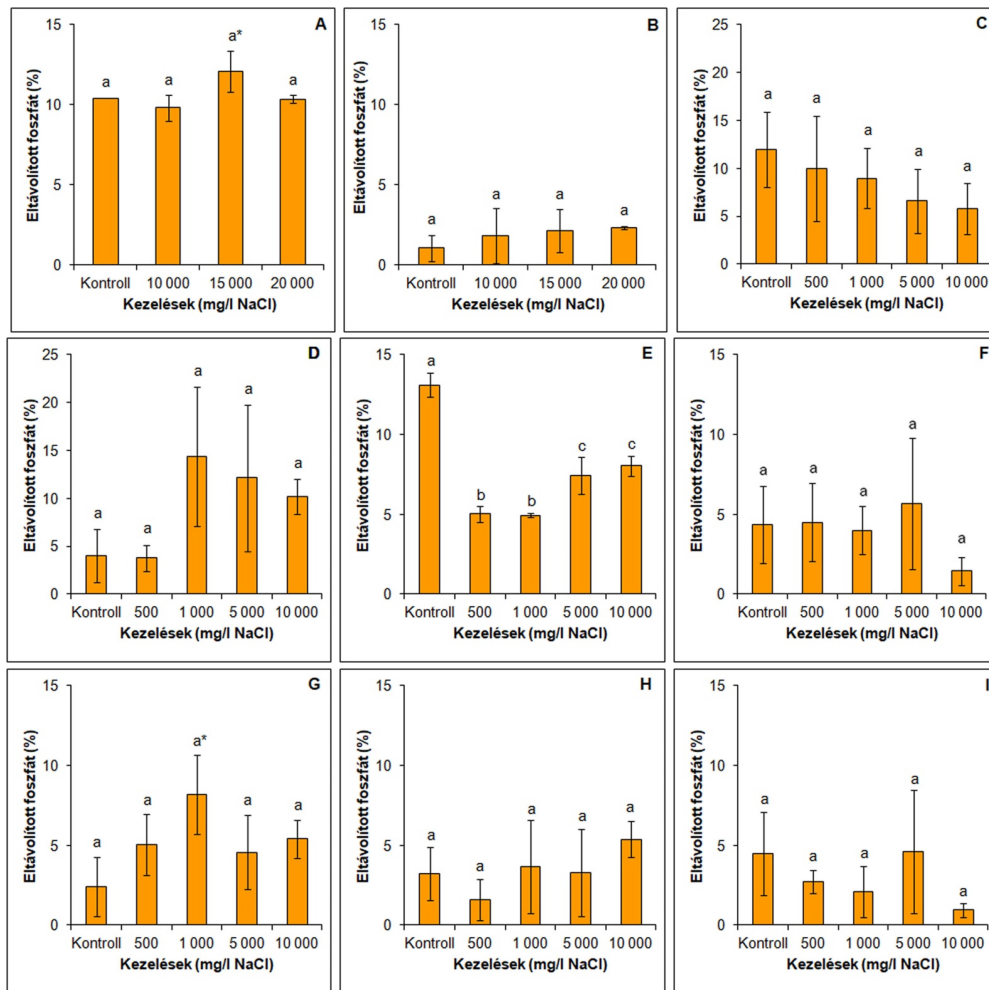 A
Eltávolított foszfát (%)
15
10
5
0
a
a
a*
a
Kontroll 10 000 15 000 20 000
Kezelések (mg/l NaCl)
B
Eltávolított foszfát (%)
15
10
5
0
a
a
a
a
Kontroll 10 000 15 000 20 000
Kezelések (mg/l NaCl)
C
Eltávolított foszfát (%)
25
20
15
10
5
0
a
a
a
a
a
Kontroll 500 1 000 5 000 10 000
Kezelések (mg/l NaCl)
D
Eltávolított foszfát (%)
25
20
15
10
5
0
a
a
a
a
a
Kontroll 500 1 000 5 000 10 000
Kezelések (mg/l NaCl)
E
Eltávolított foszfát (%)
15
10
5
0
a
b
b
c
c
Kontroll 500 1 000 5 000 10 000
Kezelések (mg/l NaCl)
F
Eltávolított foszfát (%)
15
10
5
0
a
a
a
a
a
Kontroll 500 1 000 5 000 10 000
Kezelések (mg/l NaCl)
G
Eltávolított foszfát (%)
15
10
5
0
a
a
a*
a
a
Kontroll 500 1 000 5 000 10 000
Kezelések (mg/l NaCl)
H
Eltávolított foszfát (%)
15
10
5
0
a
a
a
a
a
Kontroll 500 1 000 5 000 10 000
Kezelések (mg/l NaCl)
I
Eltávolított foszfát (%)
15
10
5
0
a
a
a
a
a
Kontroll 500 1 000 5 000 10 000
Kezelések (mg/l NaCl)